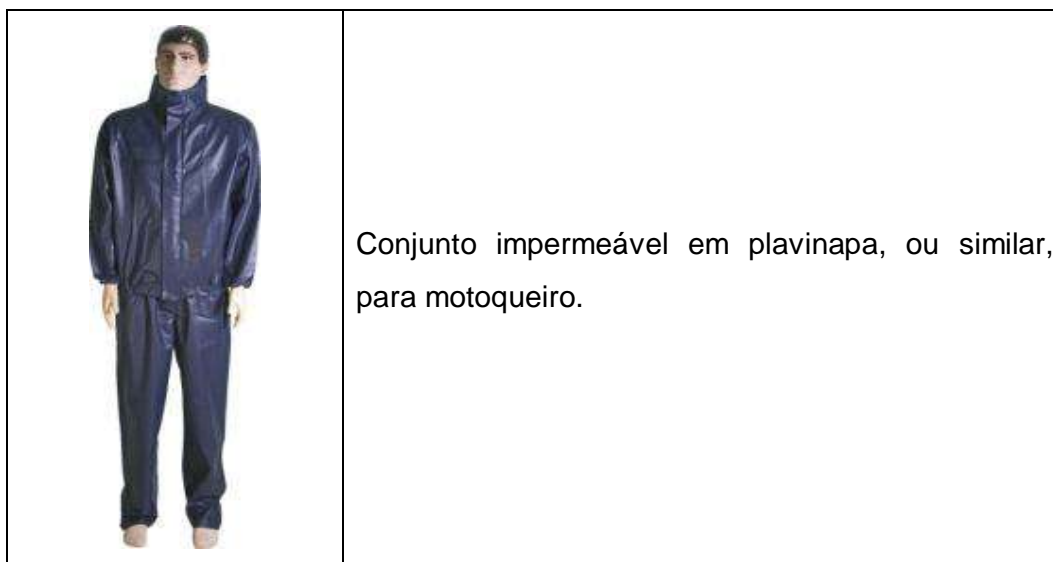 Conjunto impermeável em plavinapa, ou similar,
para motoqueiro.